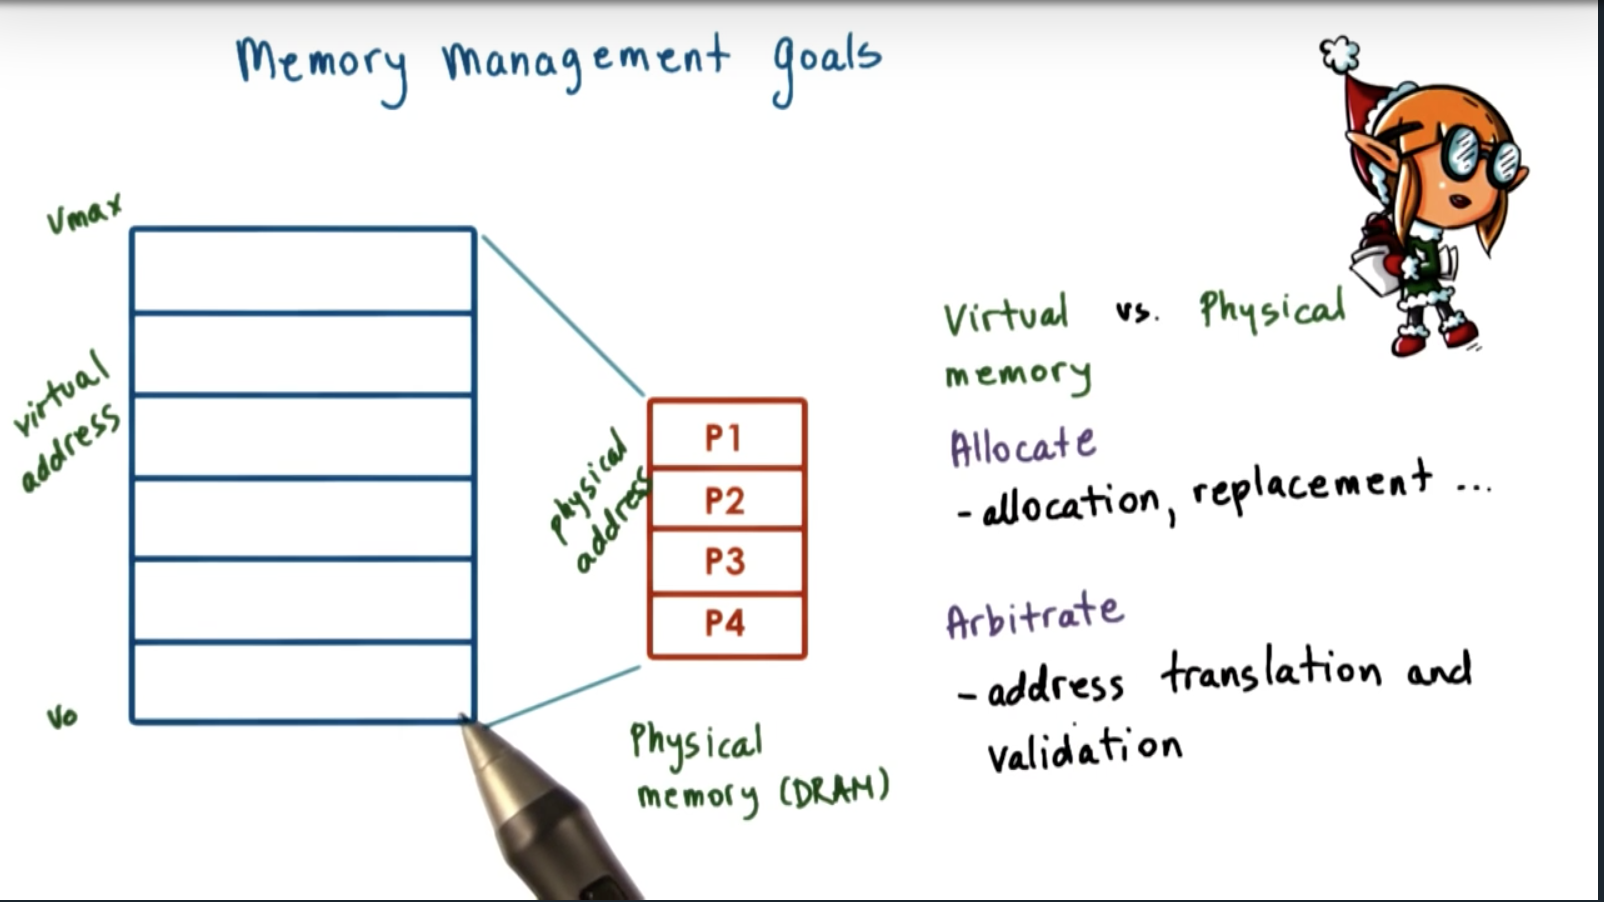 Memory management goals
Vmax
virtual
address
Vo
physical
address
P1
P2
P3
P4
Physical
memory (DRAM)
Virtual vs. Physical
memory
Allocate
- allocation, replacement ...
Arbitrate
- address translation and
validation